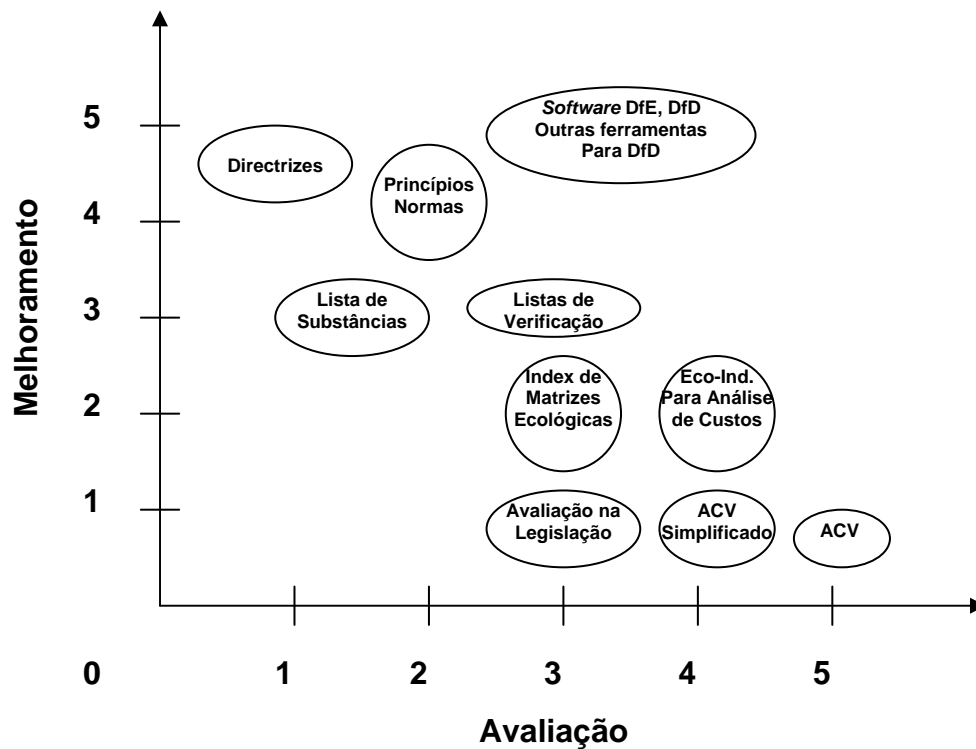 Software DfE, DfD
Outras ferramentas
Para DfD
5
Directrizes
Princípios
Normas
4
Lista de
Substâncias
Listas de
Verificação
3
Index de
Matrizes
Ecológicas
Eco-Ind.
Para Análise
de Custos
2
Avaliação na
Legislação
ACV
Simplificado
ACV
1
Melhoramento
0
1
2
3
4
5
Avaliação